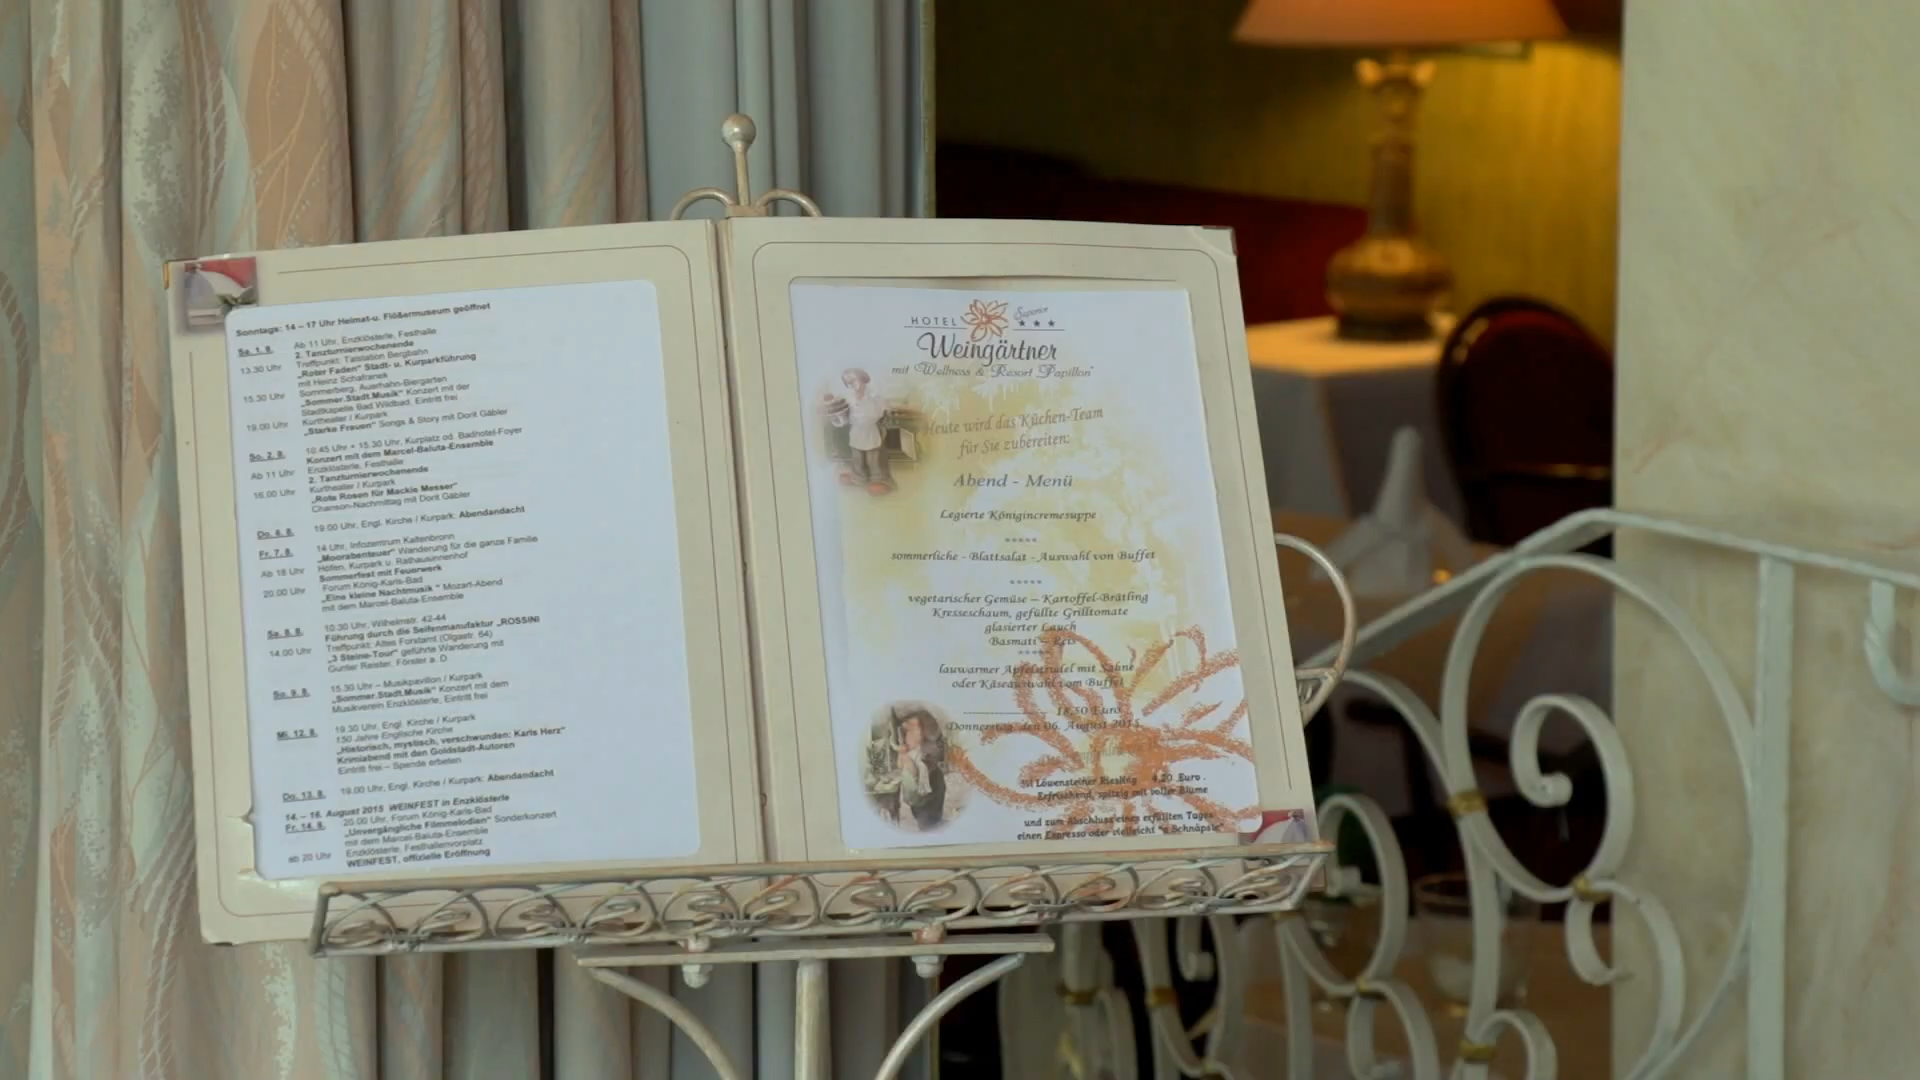 Sonntags: 14 – 17 Uhr Heimat-u. Flößermuseum geöffnet
Sa. 1. 8. Ab 11 Uhr, Enzklösterle, Festhalle
2. Tanzturnierwochenende
13.30 Uhr Treffpunkt: Talstation Bergbahn
„Roter Faden" Stadt- u. Kurparkführung
mit Heinz Schafranek
15.30 Uhr Sommerberg, Auerhahn-Biergarten
„Sommer.Stadt.Musik" Konzert mit der
Stadtkapelle Bad Wildbad, Eintritt frei
19.00 Uhr Kurtheater / Kurpark
„Starke Frauen" Songs & Story mit Dorit Gäbler
So. 2. 8. 10.45 Uhr + 15.30 Uhr, Kurplatz od. Badhotel-Foyer
Konzert mit dem Marcel-Baluta-Ensemble
Ab 11 Uhr Enzklösterle, Festhalle
2. Tanzturnierwochenende
16.00 Uhr Kurtheater / Kurpark
„Rote Rosen für Mackie Messer"
Chanson-Nachmittag mit Dorit Gäbler
Do. 6. 8. 19.00 Uhr, Engl. Kirche / Kurpark: Abendandacht
Fr. 7. 8. 14 Uhr, Infozentrum Kaltenbronn
„Moorabenteuer" Wanderung für die ganze Familie
Ab 18 Uhr Höfen, Kurpark u. Rathausinnenhof
Sommerfest mit Feuerwerk
20.00 Uhr Forum König-Karls-Bad
„Eine kleine Nachtmusik " Mozart-Abend
mit dem Marcel-Baluta-Ensemble
Sa. 8. 8. 10.30 Uhr, Wilhelmstr. 42-44
Führung durch die Seifenmanufaktur „ROSSINI
14.00 Uhr Treffpunkt: Altes Forstamt (Olgastr. 64)
„3 Steine-Tour" geführte Wanderung mit
Gunter Reister, Förster a. D
So. 9. 8. 15.30 Uhr – Musikpavillon / Kurpark
„Sommer.Stadt.Musik" Konzert mit dem
Musikverein Enzklösterle, Eintritt frei
Mi. 12. 8. 19.30 Uhr, Engl. Kirche / Kurpark
150 Jahre Englische Kirche
„Historisch, mystisch, verschwunden: Karls Herz"
Krimiabend mit den Goldstadt-Autoren
Eintritt frei – Spende erbeten
Do. 13. 8. 19.00 Uhr, Engl. Kirche / Kurpark: Abendandacht
14. – 16. August 2015 WEINFEST in Enzklösterle
Fr. 14. 8. 20.00 Uhr, Forum König-Karls-Bad
„Unvergängliche Filmmelodien" Sonderkonzert
mit dem Marcel-Baluta-Ensemble
ab 20 Uhr Enzklösterle, Festhallenvorplatz
WEINFEST, offizielle Eröffnung
HOTEL Superior ★★★
Weingärtner
mit Wellness & Resort Papillon"
Heute wird das Küchen-Team
für Sie zubereiten:
Abend - Menü
Legierte Königincremesuppe
*****
sommerliche - Blattsalat - Auswahl von Buffet
*****
vegetarischer Gemüse – Kartoffel-Brätling
Kresseschaum, gefüllte Grilltomate
glasierter Lauch
Basmati – Reis
*****
lauwarmer Apfelstrudel mit Sahne
oder Käseauswahl vom Buffet
18.50 Euro
Donnerstag den 06. August 2015
Löwensteiner Riesling 4.20 Euro.
Erfrischend, spitzig mit voller Blume
und zum Abschluss eines erfüllten Tages
einen Espresso oder vielleicht 'n Schnäpsle